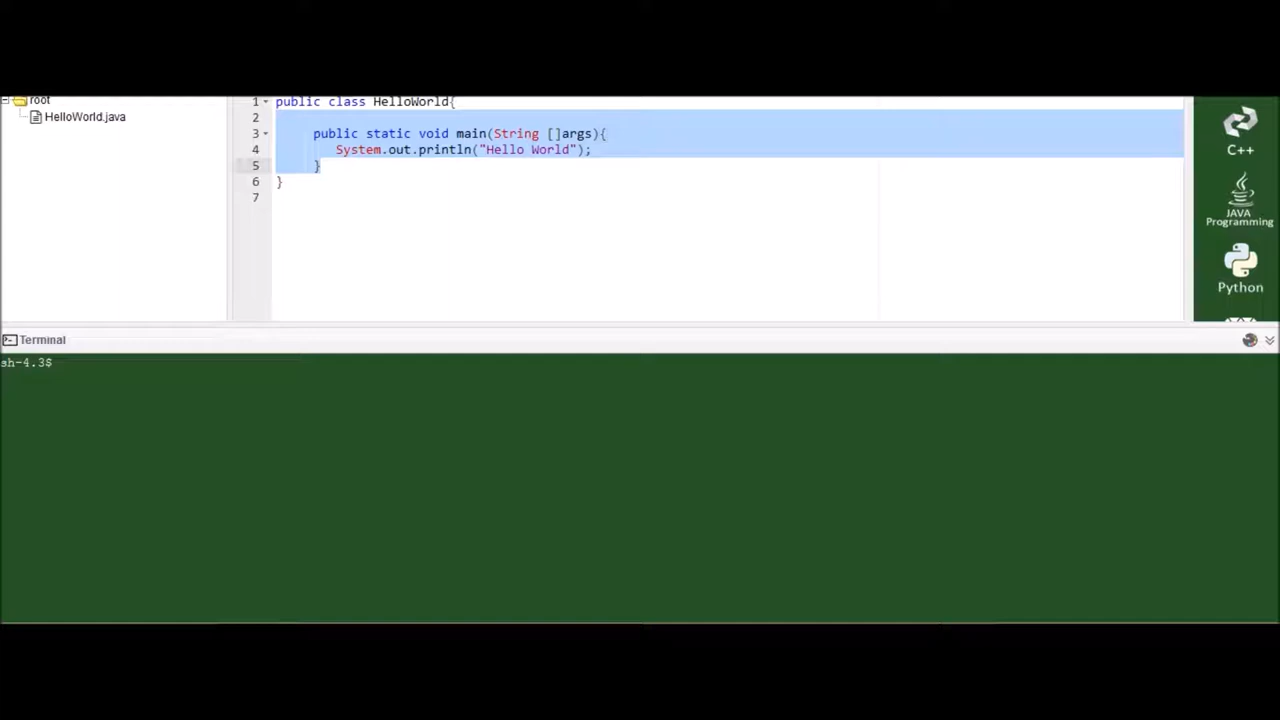 root
HelloWorld.java
1 public class HelloWorld{
2
3 public static void main(String []args){
4 System.out.println("Hello World");
5 }
6 }
7
C++
JAVA
Programming
Python
Terminal
sh-4.3$